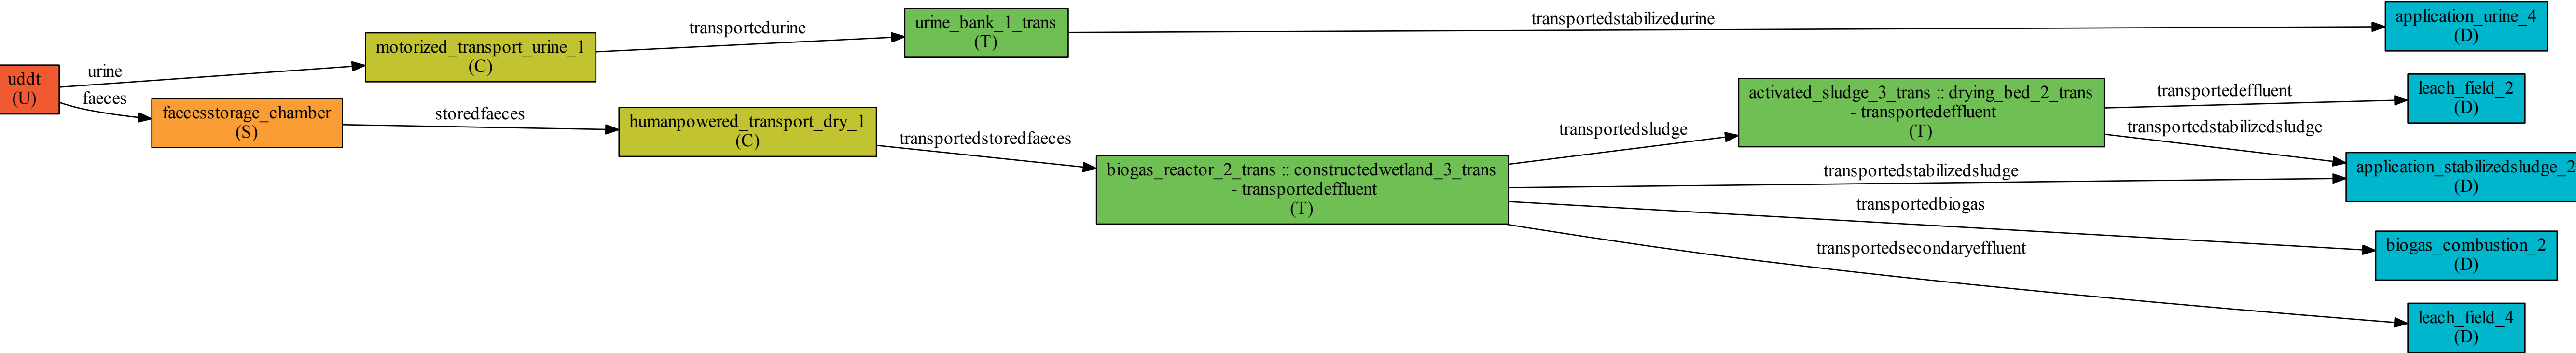 uddt
(U)
urine
faeces
motorized_transport_urine_1
(C)
faecesstorage_chamber
(S)
transportedurine
storedfaeces
urine_bank_1_trans
(T)
humanpowered_transport_dry_1
(C)
transportedstoredfaeces
transportedstabilizedurine
biogas_reactor_2_trans :: constructedwetland_3_trans
- transportedeffluent
(T)
transportedsludge
activated_sludge_3_trans :: drying_bed_2_trans
- transportedeffluent
(T)
transportedstabilizedsludge
transportedbiogas
transportedsecondaryeffluent
transportedeffluent
transportedstabilizedsludge
application_urine_4
(D)
leach_field_2
(D)
application_stabilizedsludge_2
(D)
biogas_combustion_2
(D)
leach_field_4
(D)